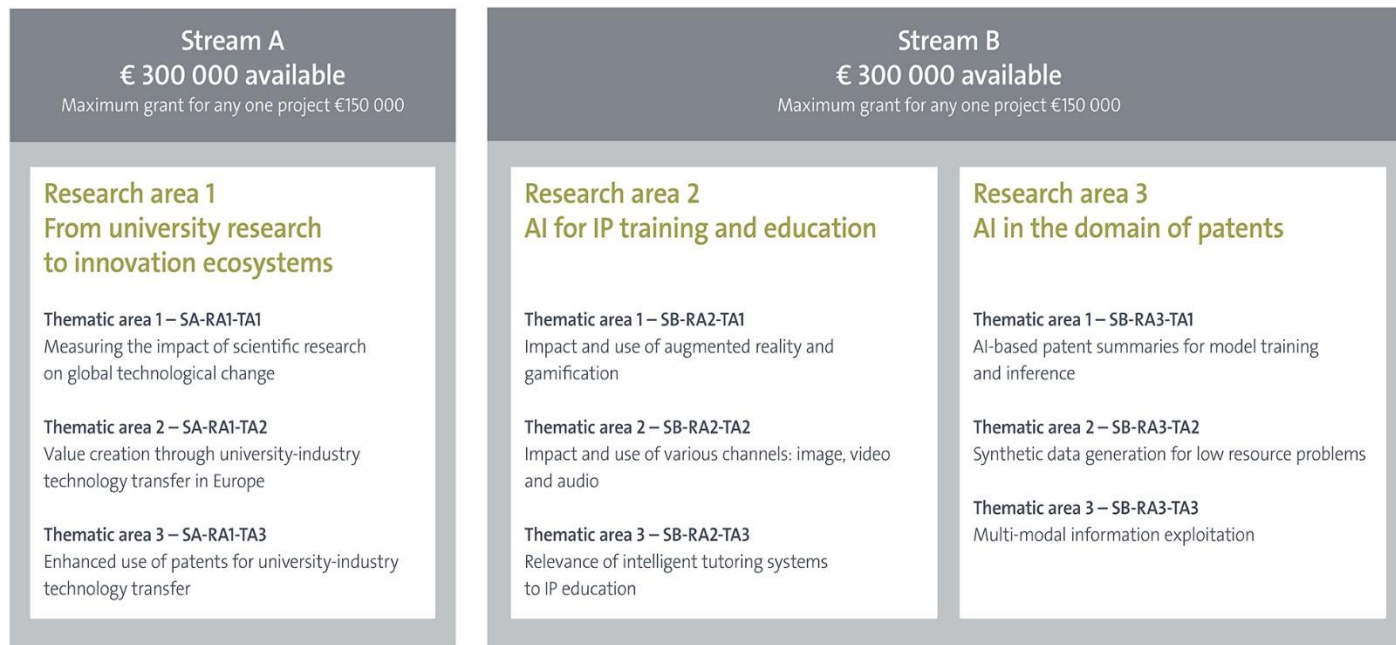 Stream A
€ 300 000 available
Maximum grant for any one project €150 000
Research area 1
From university research
to innovation ecosystems
Thematic area 1 – SA-RA1-TA1
Measuring the impact of scientific research
on global technological change
Thematic area 2 – SA-RA1-TA2
Value creation through university-industry
technology transfer in Europe
Thematic area 3 – SA-RA1-TA3
Enhanced use of patents for university-industry
technology transfer
Stream B
€ 300 000 available
Maximum grant for any one project €150 000
Research area 2
AI for IP training and education
Thematic area 1 – SB-RA2-TA1
Impact and use of augmented reality and
gamification
Thematic area 2 – SB-RA2-TA2
Impact and use of various channels: image, video
and audio
Thematic area 3 – SB-RA2-TA3
Relevance of intelligent tutoring systems
to IP education
Research area 3
AI in the domain of patents
Thematic area 1 – SB-RA3-TA1
AI-based patent summaries for model training
and inference
Thematic area 2 – SB-RA3-TA2
Synthetic data generation for low resource problems
Thematic area 3 – SB-RA3-TA3
Multi-modal information exploitation